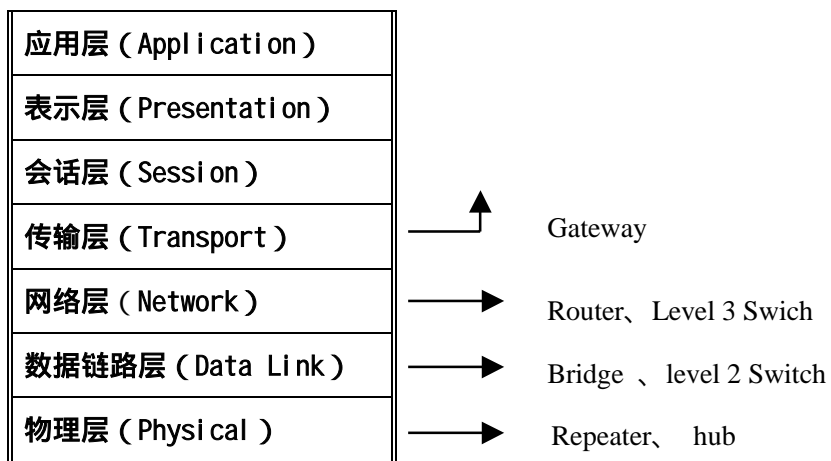 应用层（Application）
表示层（Presentation）
会话层（Session）
传输层（Transport）
Gateway
网络层（Network）
Router、Level 3 Swich
数据链路层（Data Link）
Bridge 、level 2 Switch
物理层（Physical）
Repeater、 hub